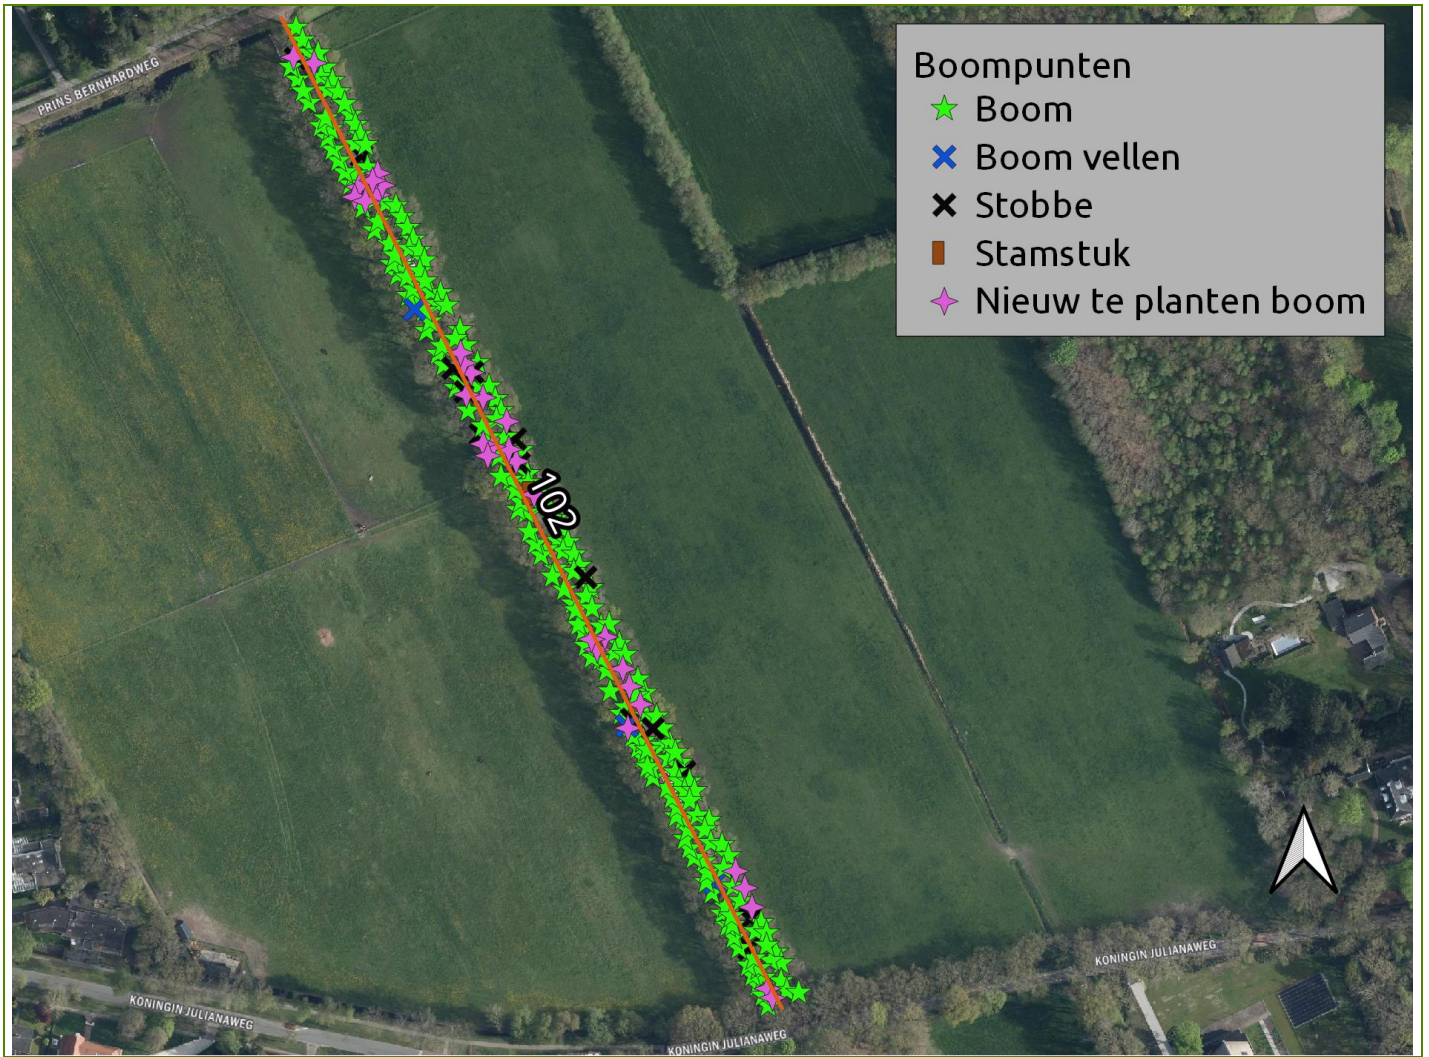 PRINS BERNHARDWEG
Boompunten
Boom
Boom vellen
Stobbe
Stamstuk
Nieuw te planten boom
102
KONINGIN JULIANAWEG
KONINGIN JULIANAWEG
KONINGIN JULIANAWEG